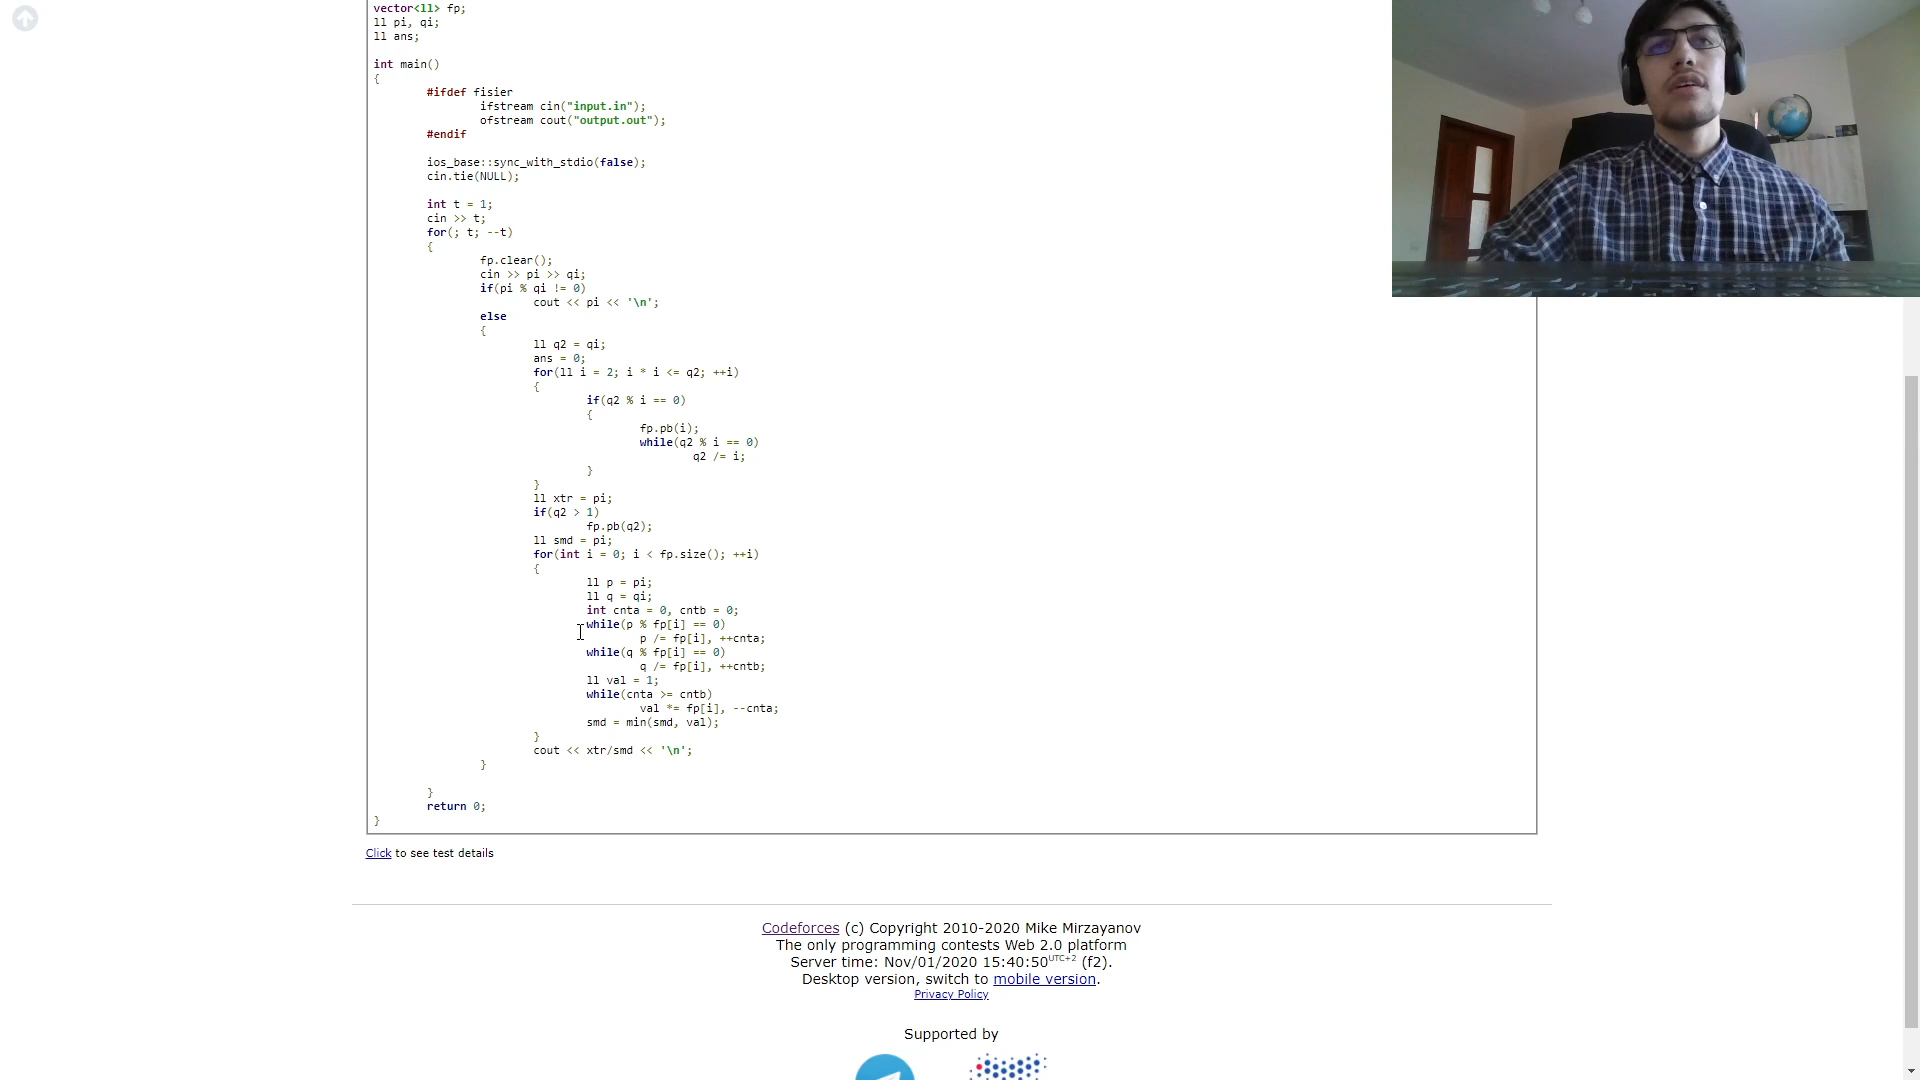 vector<ll> fp;
ll pi, qi;
ll ans;
int main()
{
#ifdef fisier
ifstream cin("input.in");
ofstream cout("output.out");
#endif
ios_base::sync_with_stdio(false);
cin.tie(NULL);
int t = 1;
cin >> t;
for(; t; --t)
{
fp.clear();
cin >> pi >> qi;
if(pi % qi != 0)
cout << pi << '\n';
else
{
ll q2 = qi;
ans = 0;
for(ll i = 2; i * i <= q2; ++i)
{
if(q2 % i == 0)
{
fp.pb(i);
while(q2 % i == 0)
q2 /= i;
}
}
ll xtr = pi;
if(q2 > 1)
fp.pb(q2);
ll smd = pi;
for(int i = 0; i < fp.size(); ++i)
{
ll p = pi;
ll q = qi;
int cnta = 0, cntb = 0;
while(p % fp[i] == 0)
p /= fp[i], ++cnta;
while(q % fp[i] == 0)
q /= fp[i], ++cntb;
ll val = 1;
while(cnta >= cntb)
val *= fp[i], --cnta;
smd = min(smd, val);
}
cout << xtr/smd << '\n';
}
}
return 0;
}
Click to see test details
Codeforces (c) Copyright 2010-2020 Mike Mirzayanov
The only programming contests Web 2.0 platform
Server time: Nov/01/2020 15:40:50UTC+2 (f2).
Desktop version, switch to mobile version.
Privacy Policy
Supported by